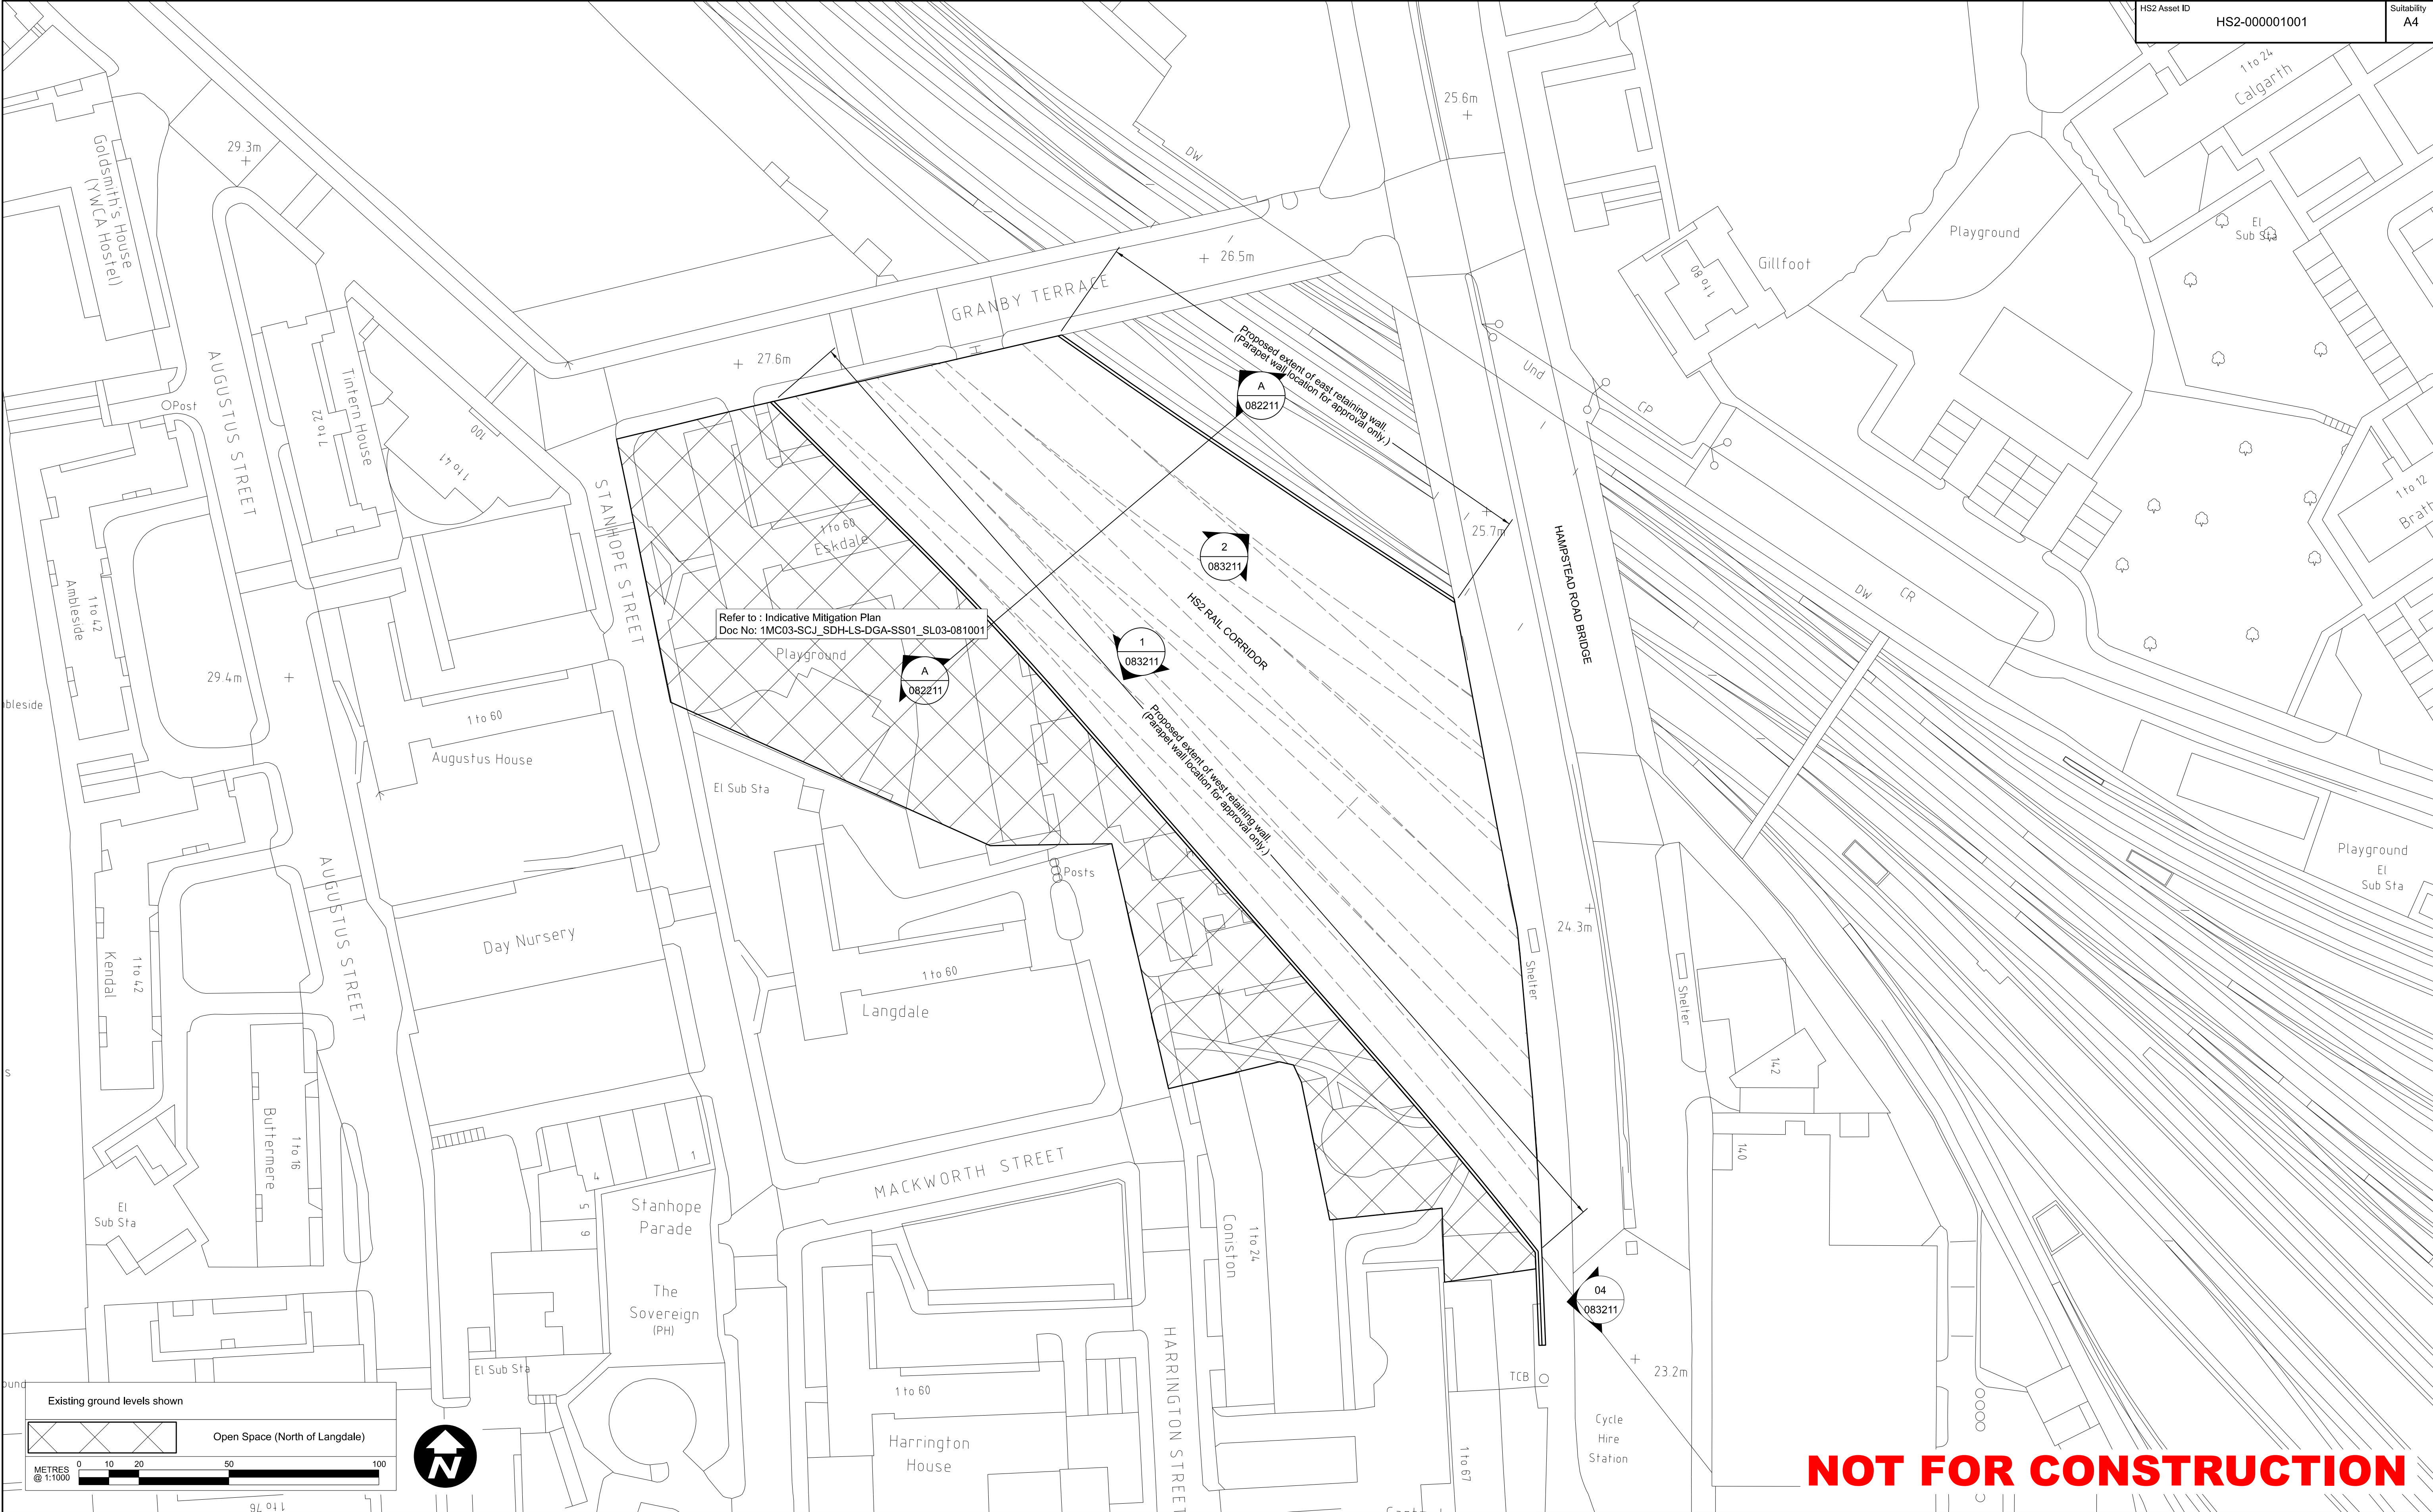 HS2 Asset ID
HS2-000001001
Suitability
A4
1 to 24
Calgarth
25.6m
DW
29.3m
Goldsmith's House
(YWCA Hostel)
El
Sub Sta
Playground
Gillfoot
1 to 80
26.5m
GRANBY TERRACE
27.6m
AUGUSTUS STREET
Tintern House
7 to 22
OPost
100
1 to 41
Proposed extent of east retaining wall.
(Parapet wall location for approval only.)
A
082211
Und
CP
1 to 12
Brath
STANHOPE STREET
1 to 60
Eskdale
25.7m
2
083211
HAMPSTEAD ROAD BRIDGE
HS2 RAIL CORRIDOR
DW
CR
Ambleside
1 to 42
Refer to : Indicative Mitigation Plan
Doc No: 1MC03-SCJ_SDH-LS-DGA-SS01_SL03-081001
Playground
1
083211
A
082211
29.4m
bleside
1 to 60
Augustus House
Proposed extent of west retaining wall.
(Parapet wall location for approval only.)
El Sub Sta
Posts
Playground
El
Sub Sta
24.3m
Shelter
Shelter
AUGUSTUS STREET
Day Nursery
Kendal
1 to 42
1 to 60
Langdale
142
140
S
Buttermere
1 to 16
MACKWORTH STREET
1
4
5
6
Stanhope
Parade
El
Sub Sta
Coniston
1 to 24
The
Sovereign
(PH)
04
083211
El Sub Sta
23.2m
TCB
1 to 60
Harrington
House
HARRINGTON STREET
1 to 67
Cycle
Hire
Station
ound
Existing ground levels shown
Open Space (North of Langdale)
METRES
@ 1:1000
0 10 20 50 100
N
1 to 76
NOT FOR CONSTRUCTION